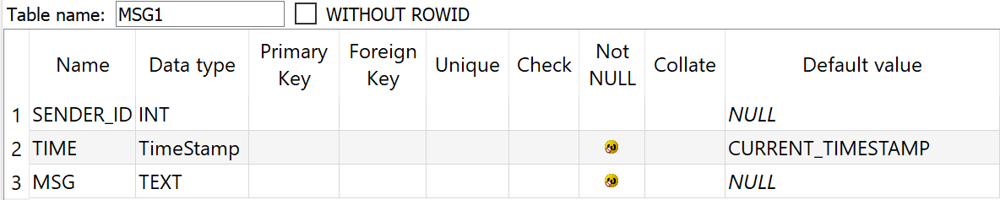 Table name: MSG1 WITHOUT ROWID
Name Data type Primary Key Foreign Key Unique Check Not NULL Collate Default value
1 SENDER_ID INT NULL
2 TIME TimeStamp CURRENT_TIMESTAMP
3 MSG TEXT NULL